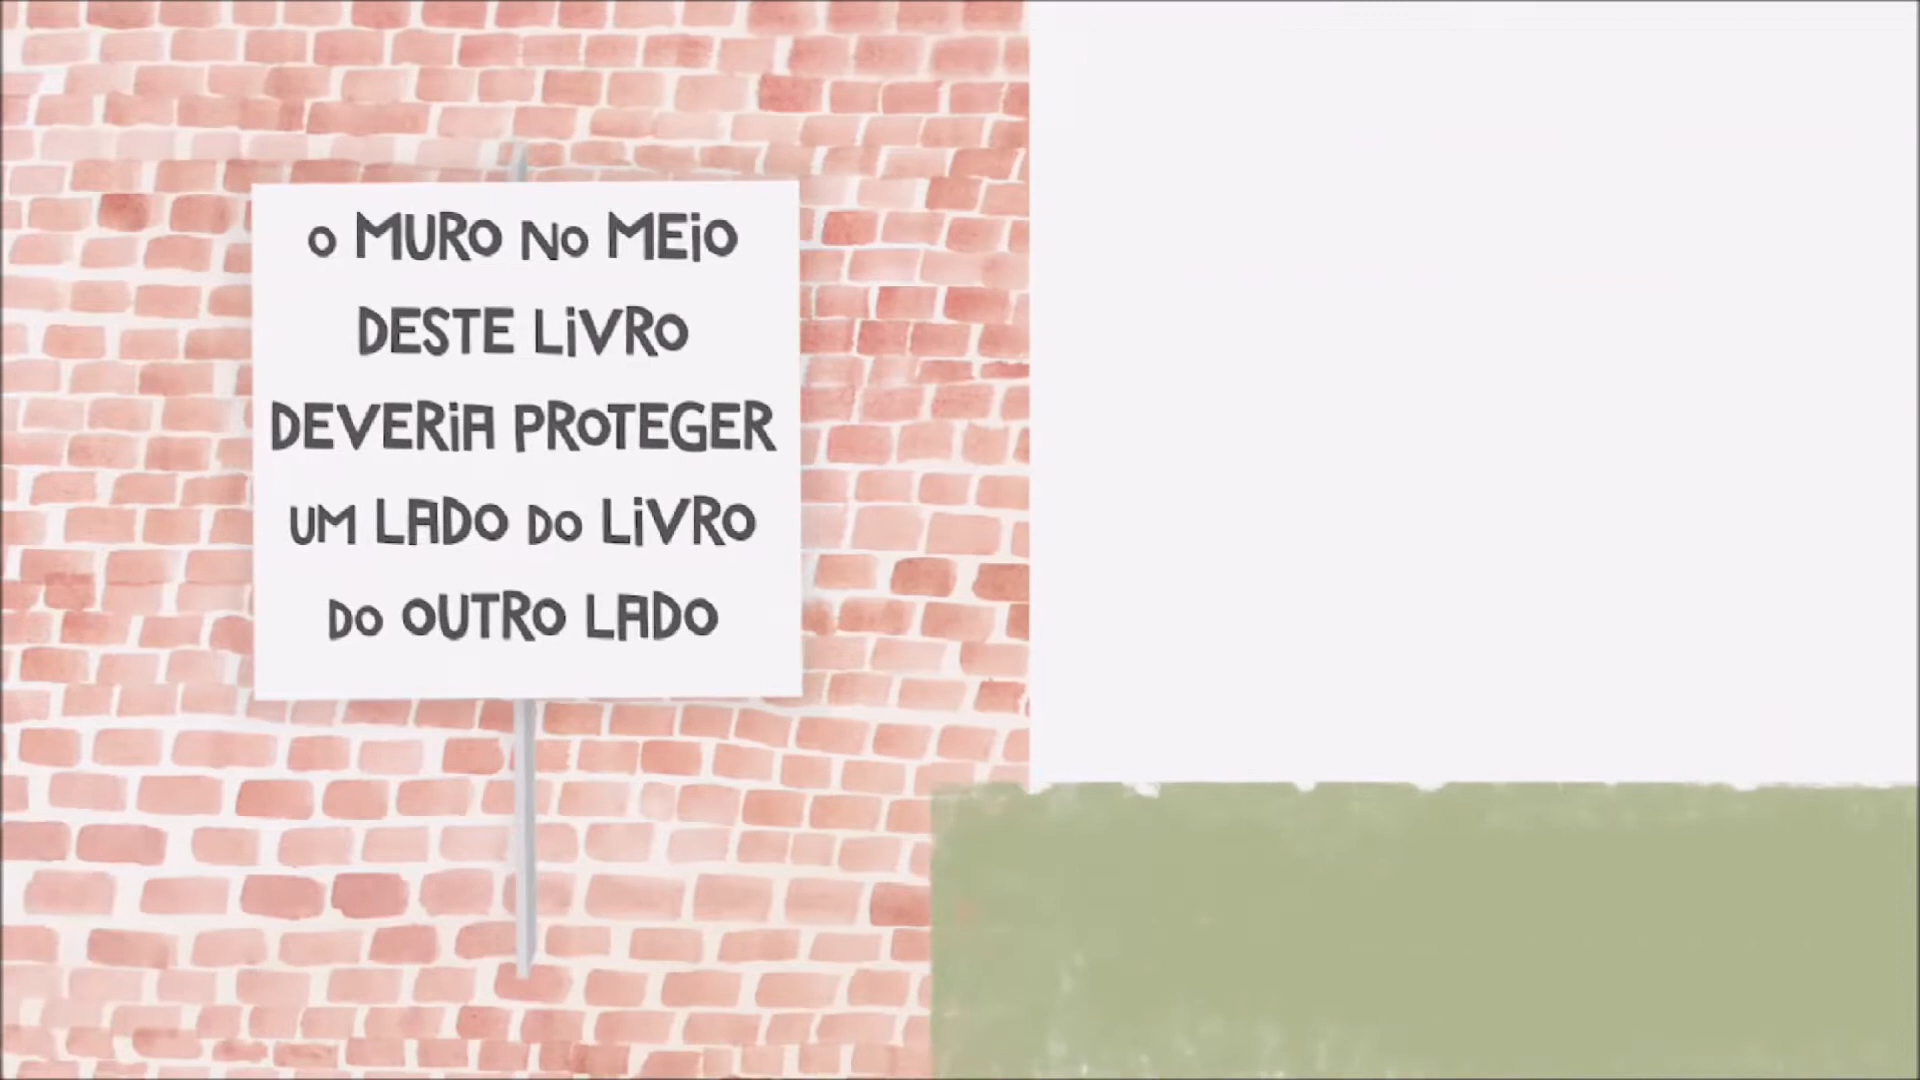 O MURO NO MEIO
DESTE LIVRO
DEVERIA PROTEGER
UM LADO DO LIVRO
DO OUTRO LADO